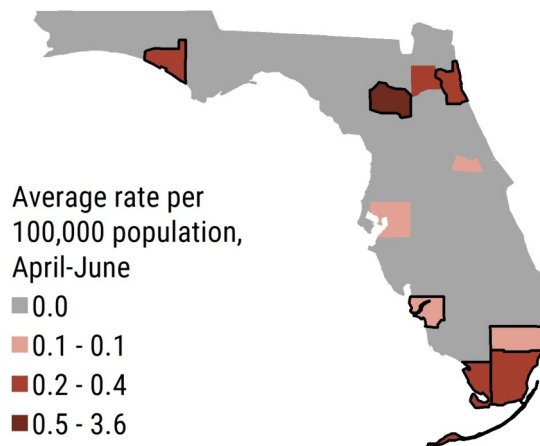 Average rate per
100,000 population,
April-June
0.0
0.1 - 0.1
0.2 - 0.4
0.5 - 3.6